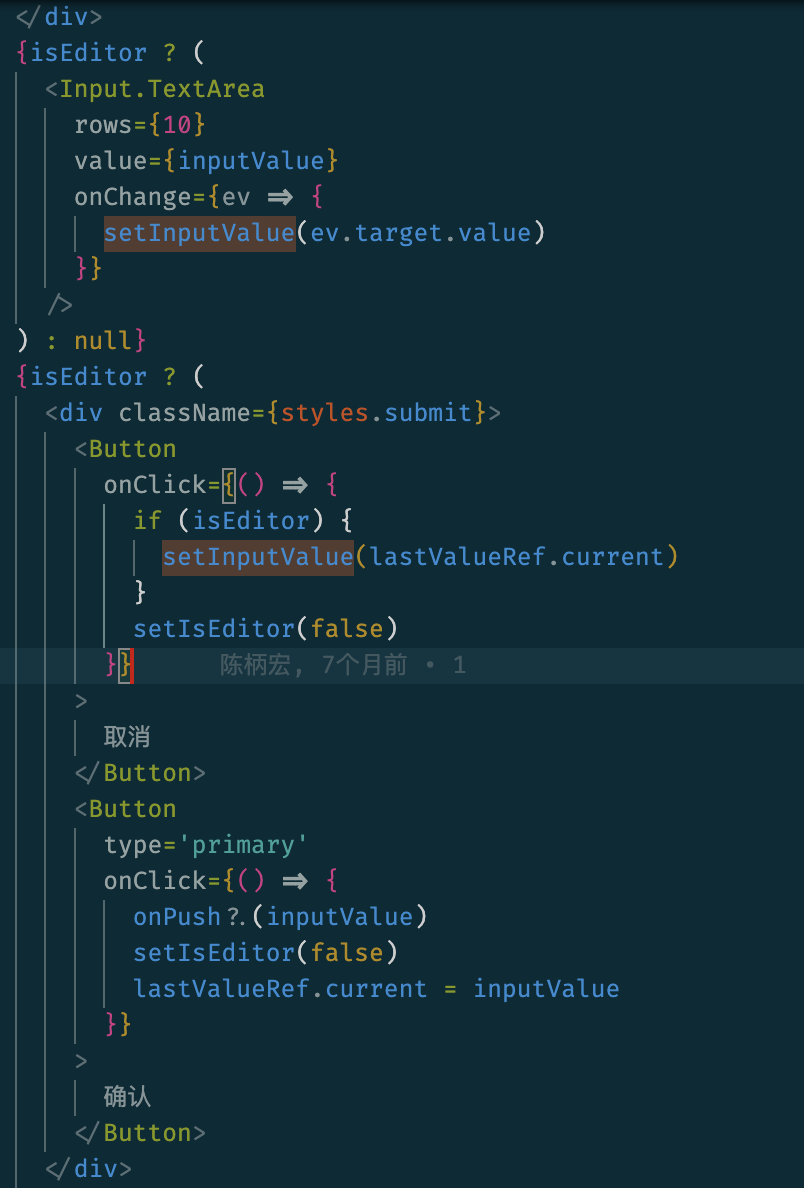 </div>
{isEditor ? (
<Input.TextArea
rows={10}
value={inputValue}
onChange={ev => {
setInputValue(ev.target.value)
}}
/>
) : null}
{isEditor ? (
<div className={styles.submit}>
<Button
onClick={() => {
if (isEditor) {
setInputValue(lastValueRef.current)
}
setIsEditor(false)
}} 陈柄宏, 7个月前 • 1
>
取消
</Button>
<Button
type='primary'
onClick={() => {
onPush?.(inputValue)
setIsEditor(false)
lastValueRef.current = inputValue
}}
>
确认
</Button>
</div>